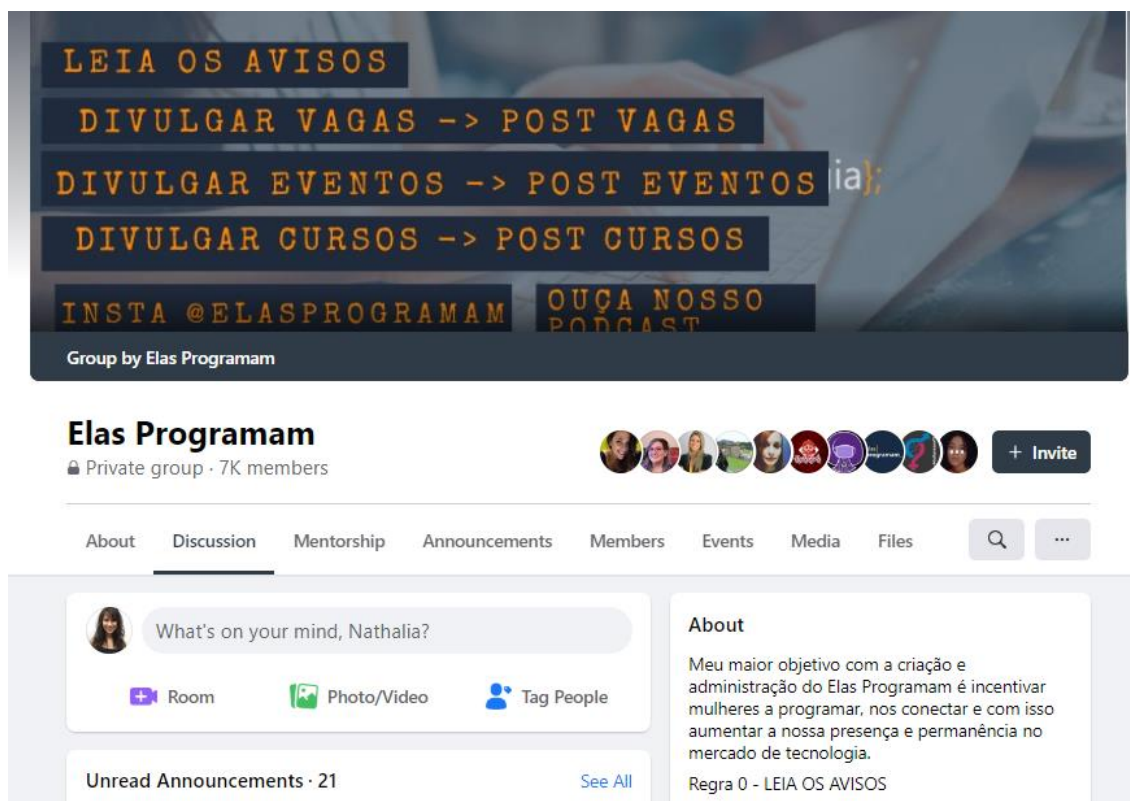 LEIA OS AVISOS
DIVULGAR VAGAS -> POST VAGAS
DIVULGAR EVENTOS -> POST EVENTOS
DIVULGAR CURSOS -> POST CURSOS
INSTA @ELASPROGRAMAM
OUÇA NOSSO
PODCAST
Group by Elas Programam
Elas Programam
Private group · 7K members
+ Invite
About Discussion Mentorship Announcements Members Events Media Files
What's on your mind, Nathalia?
Room Photo/Video Tag People
Unread Announcements · 21 See All
About
Meu maior objetivo com a criação e
administração do Elas Programam é incentivar
mulheres a programar, nos conectar e com isso
aumentar a nossa presença e permanência no
mercado de tecnologia.
Regra 0 - LEIA OS AVISOS